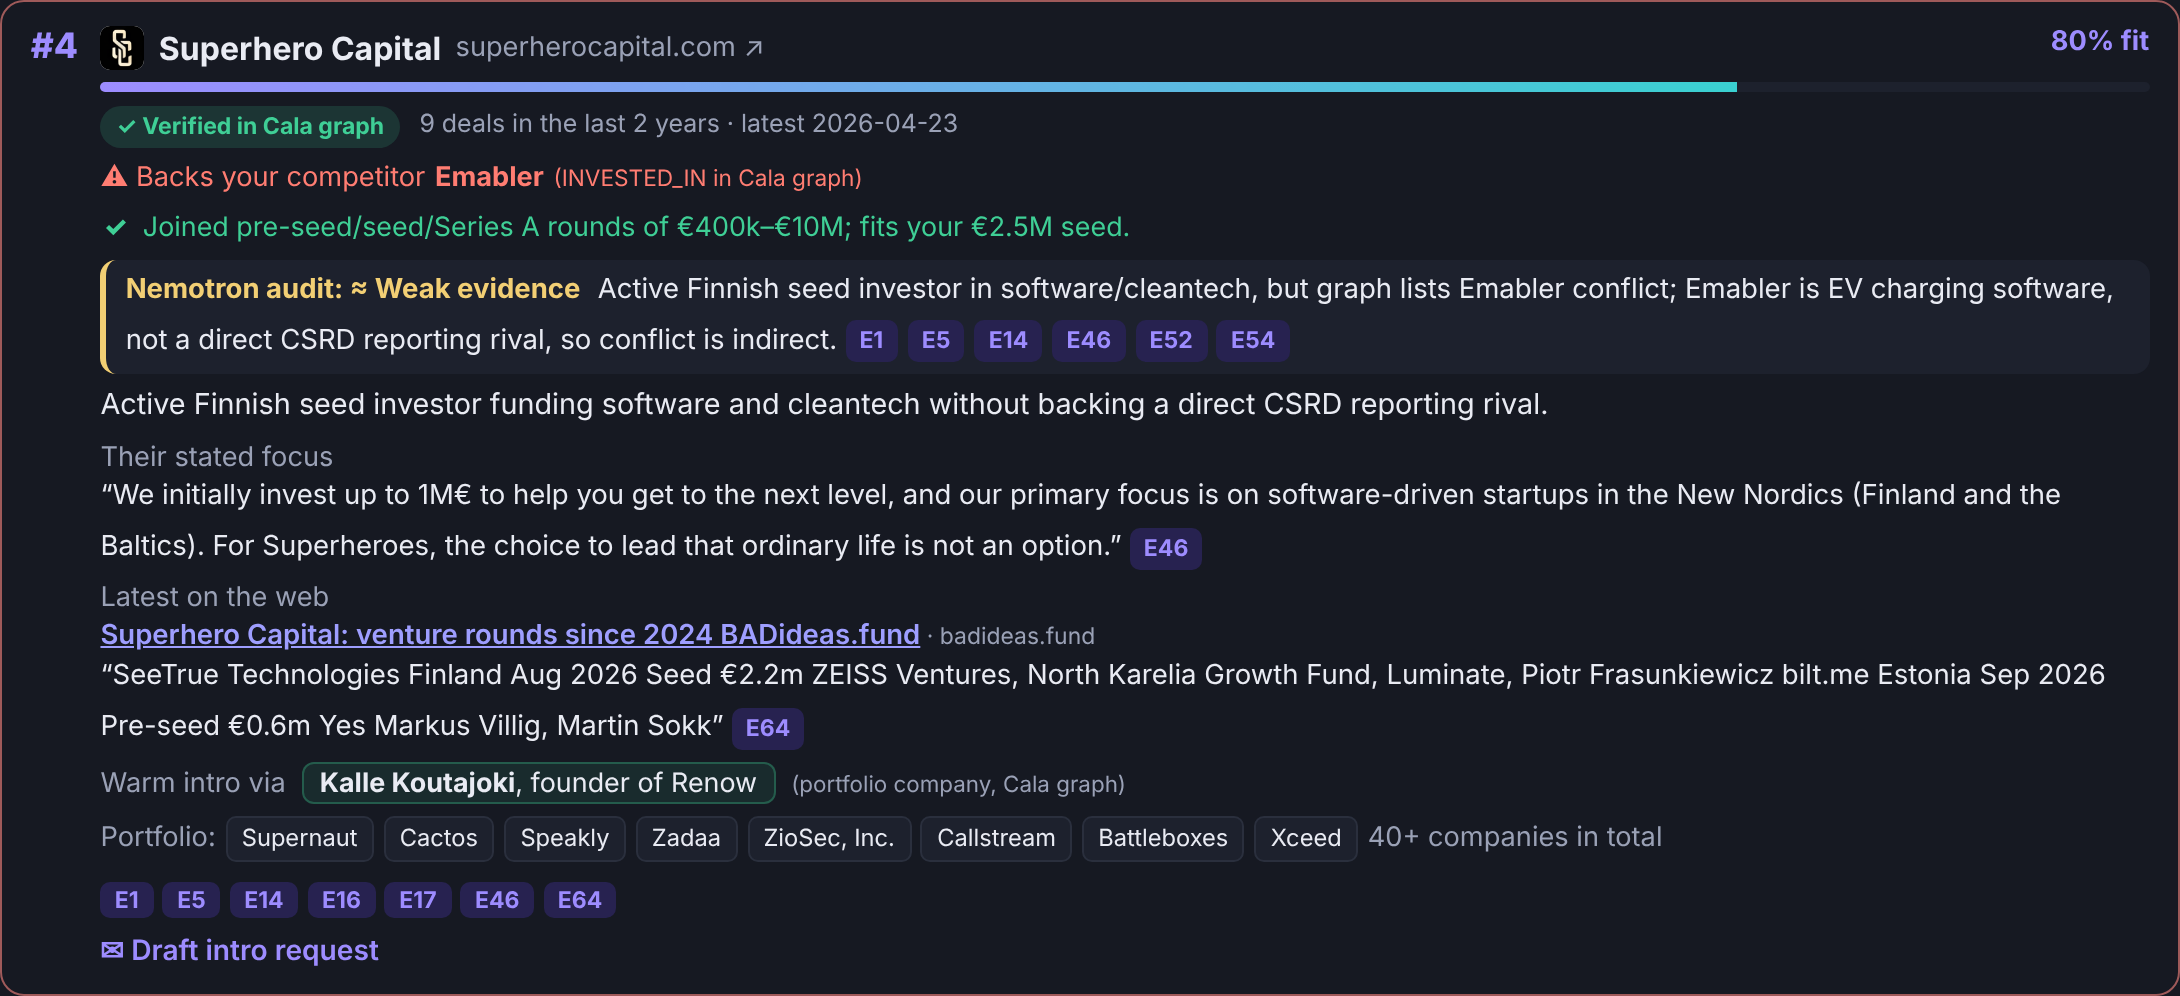 #4 Superhero Capital superherocapital.com ↗ 80% fit
✓ Verified in Cala graph 9 deals in the last 2 years · latest 2026-04-23
⚠ Backs your competitor Emabler (INVESTED_IN in Cala graph)
✓ Joined pre-seed/seed/Series A rounds of €400k–€10M; fits your €2.5M seed.
Nemotron audit: ≈ Weak evidence Active Finnish seed investor in software/cleantech, but graph lists Emabler conflict; Emabler is EV charging software,
not a direct CSRD reporting rival, so conflict is indirect. E1 E5 E14 E46 E52 E54
Active Finnish seed investor funding software and cleantech without backing a direct CSRD reporting rival.
Their stated focus
“We initially invest up to 1M€ to help you get to the next level, and our primary focus is on software-driven startups in the New Nordics (Finland and the
Baltics). For Superheroes, the choice to lead that ordinary life is not an option.” E46
Latest on the web
Superhero Capital: venture rounds since 2024 BADideas.fund · badideas.fund
“SeeTrue Technologies Finland Aug 2026 Seed €2.2m ZEISS Ventures, North Karelia Growth Fund, Luminate, Piotr Frasunkiewicz bilt.me Estonia Sep 2026
Pre-seed €0.6m Yes Markus Villig, Martin Sokk” E64
Warm intro via Kalle Koutajoki, founder of Renow (portfolio company, Cala graph)
Portfolio: Supernaut Cactos Speakly Zadaa ZioSec, Inc. Callstream Battleboxes Xceed 40+ companies in total
E1 E5 E14 E16 E17 E46 E64
✉ Draft intro request